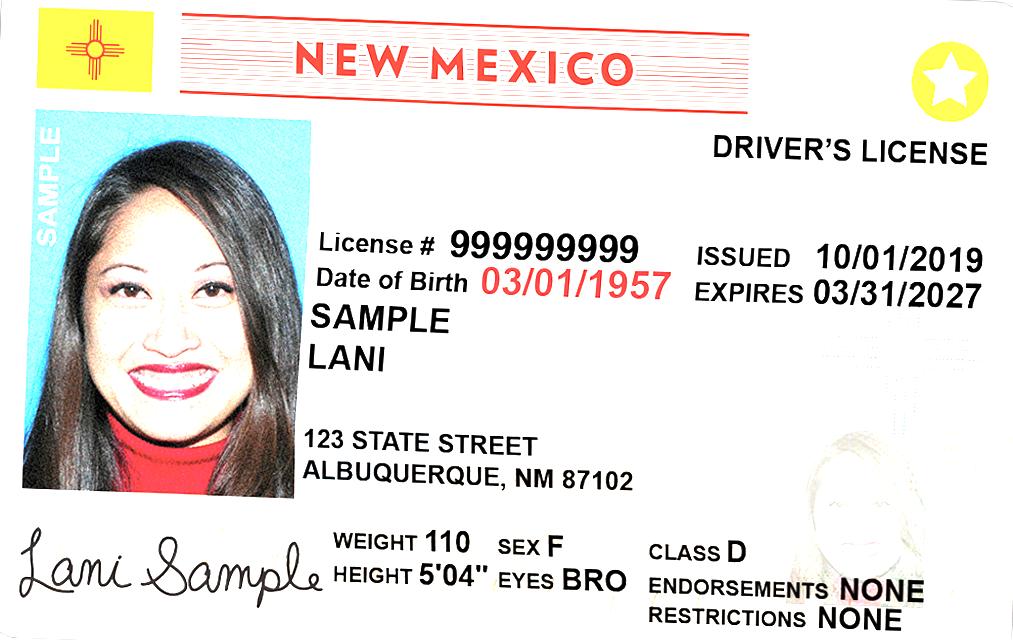 NEW MEXICO
DRIVER'S LICENSE
SAMPLE
License # 999999999
ISSUED 10/01/2019
Date of Birth 03/01/1957
EXPIRES 03/31/2027
SAMPLE
LANI
123 STATE STREET
ALBUQUERQUE, NM 87102
Lani Sample
WEIGHT 110 SEX F
HEIGHT 5'04" EYES BRO
CLASS D
ENDORSEMENTS NONE
RESTRICTIONS NONE